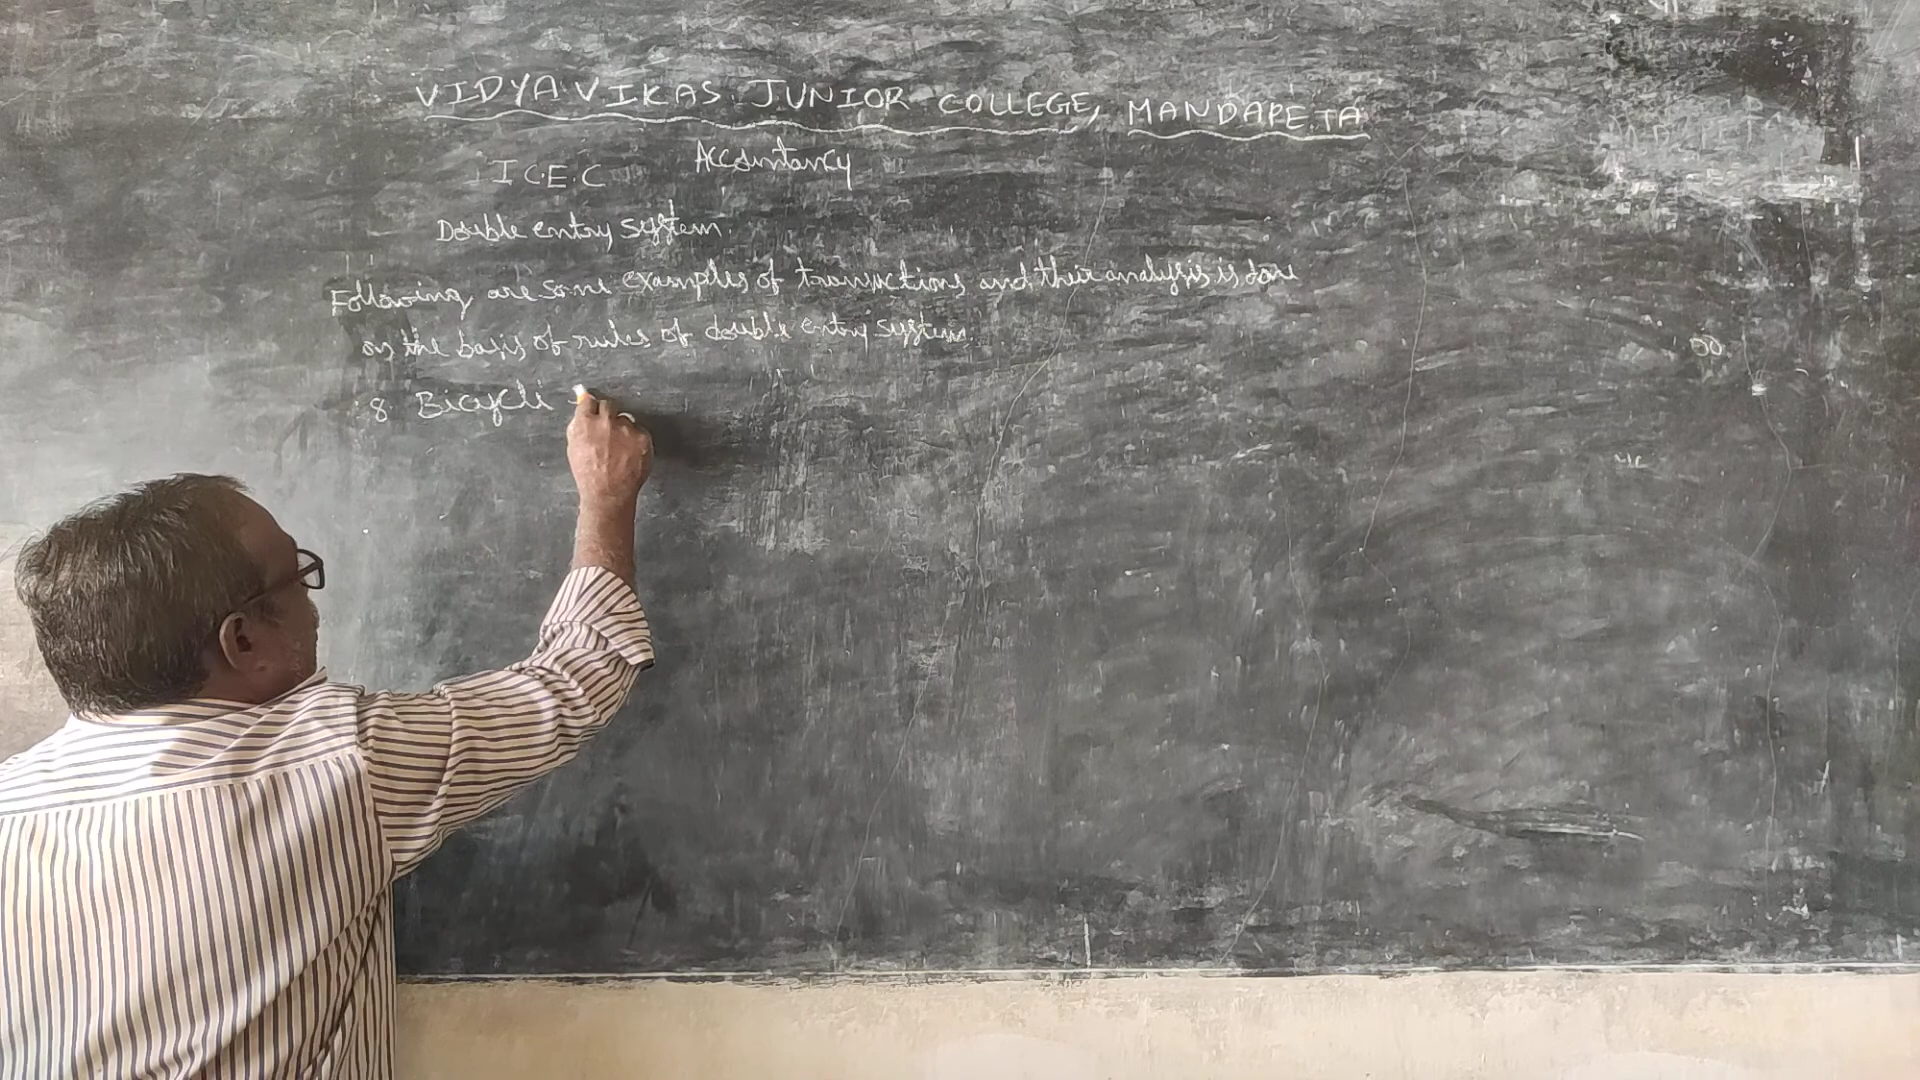 VIDYA VIKAS JUNIOR COLLEGE, MANDAPETA
I C.E.C Accountancy
Double entry system.
Following are some examples of transactions and their analysis is done
on the basis of rules of double entry system.
8 Bicycle